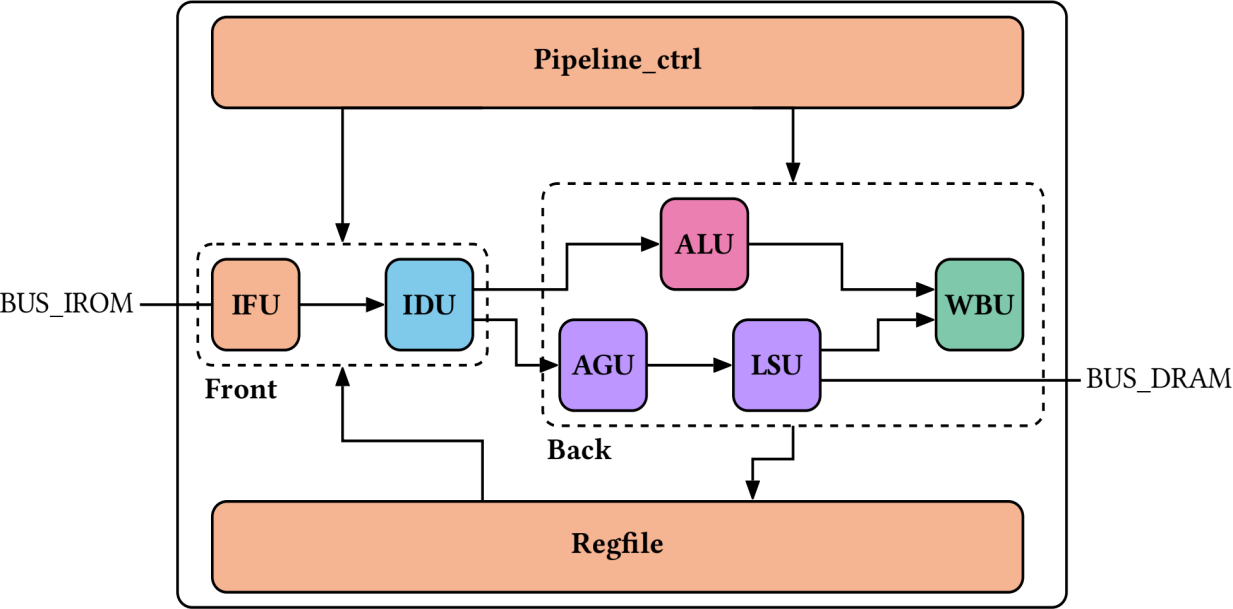 Pipeline_ctrl
ALU
BUS_IROM
IFU
IDU
WBU
AGU
LSU
BUS_DRAM
Front
Back
Regfile